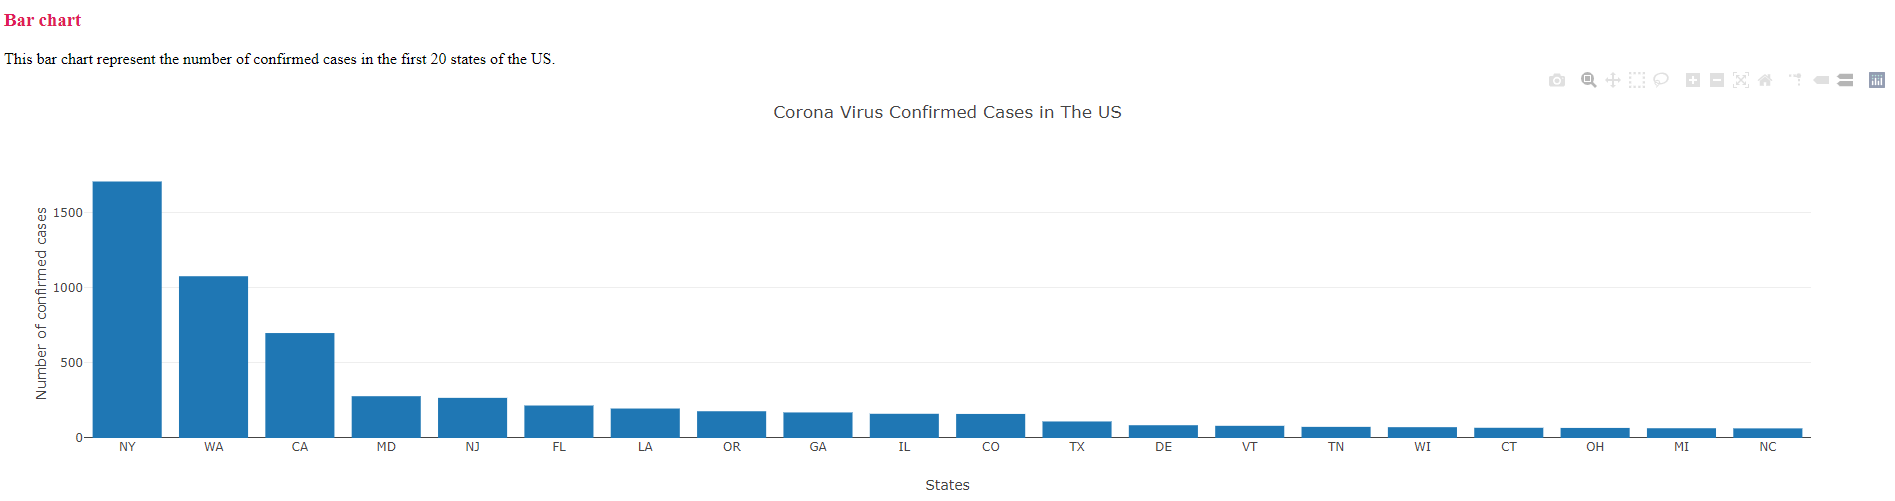 Bar chart
This bar chart represent the number of confirmed cases in the first 20 states of the US.
Corona Virus Confirmed Cases in The US
Number of confirmed cases
1500
1000
500
0
NY WA CA MD NJ FL LA OR GA IL CO TX DE VT TN WI CT OH MI NC
States